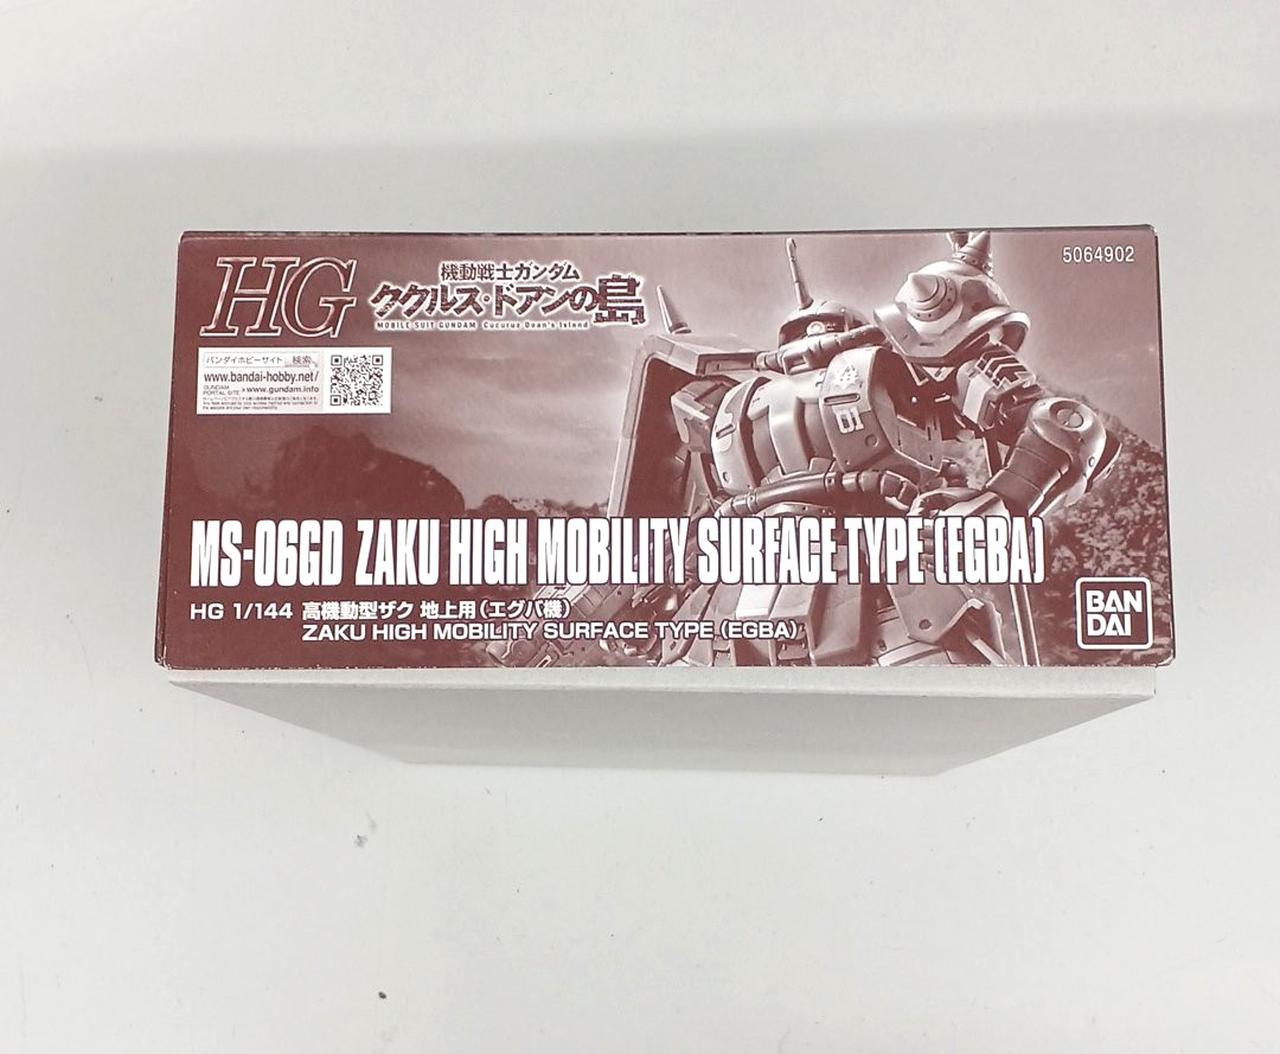 HG
機動戦士ガンダム
ククルス・ドアンの島
MOBILE SUIT GUNDAM Cucuruz Doan's Island
5064902
バンダイホビーサイト 検索
www.bandai-hobby.net/
GUNDAM PORTAL SITE www.gundam.info
01
MS-06GD ZAKU HIGH MOBILITY SURFACE TYPE (EGBA)
HG 1/144 高機動型ザク 地上用(エグバ機)
ZAKU HIGH MOBILITY SURFACE TYPE (EGBA)
BAN
DAI